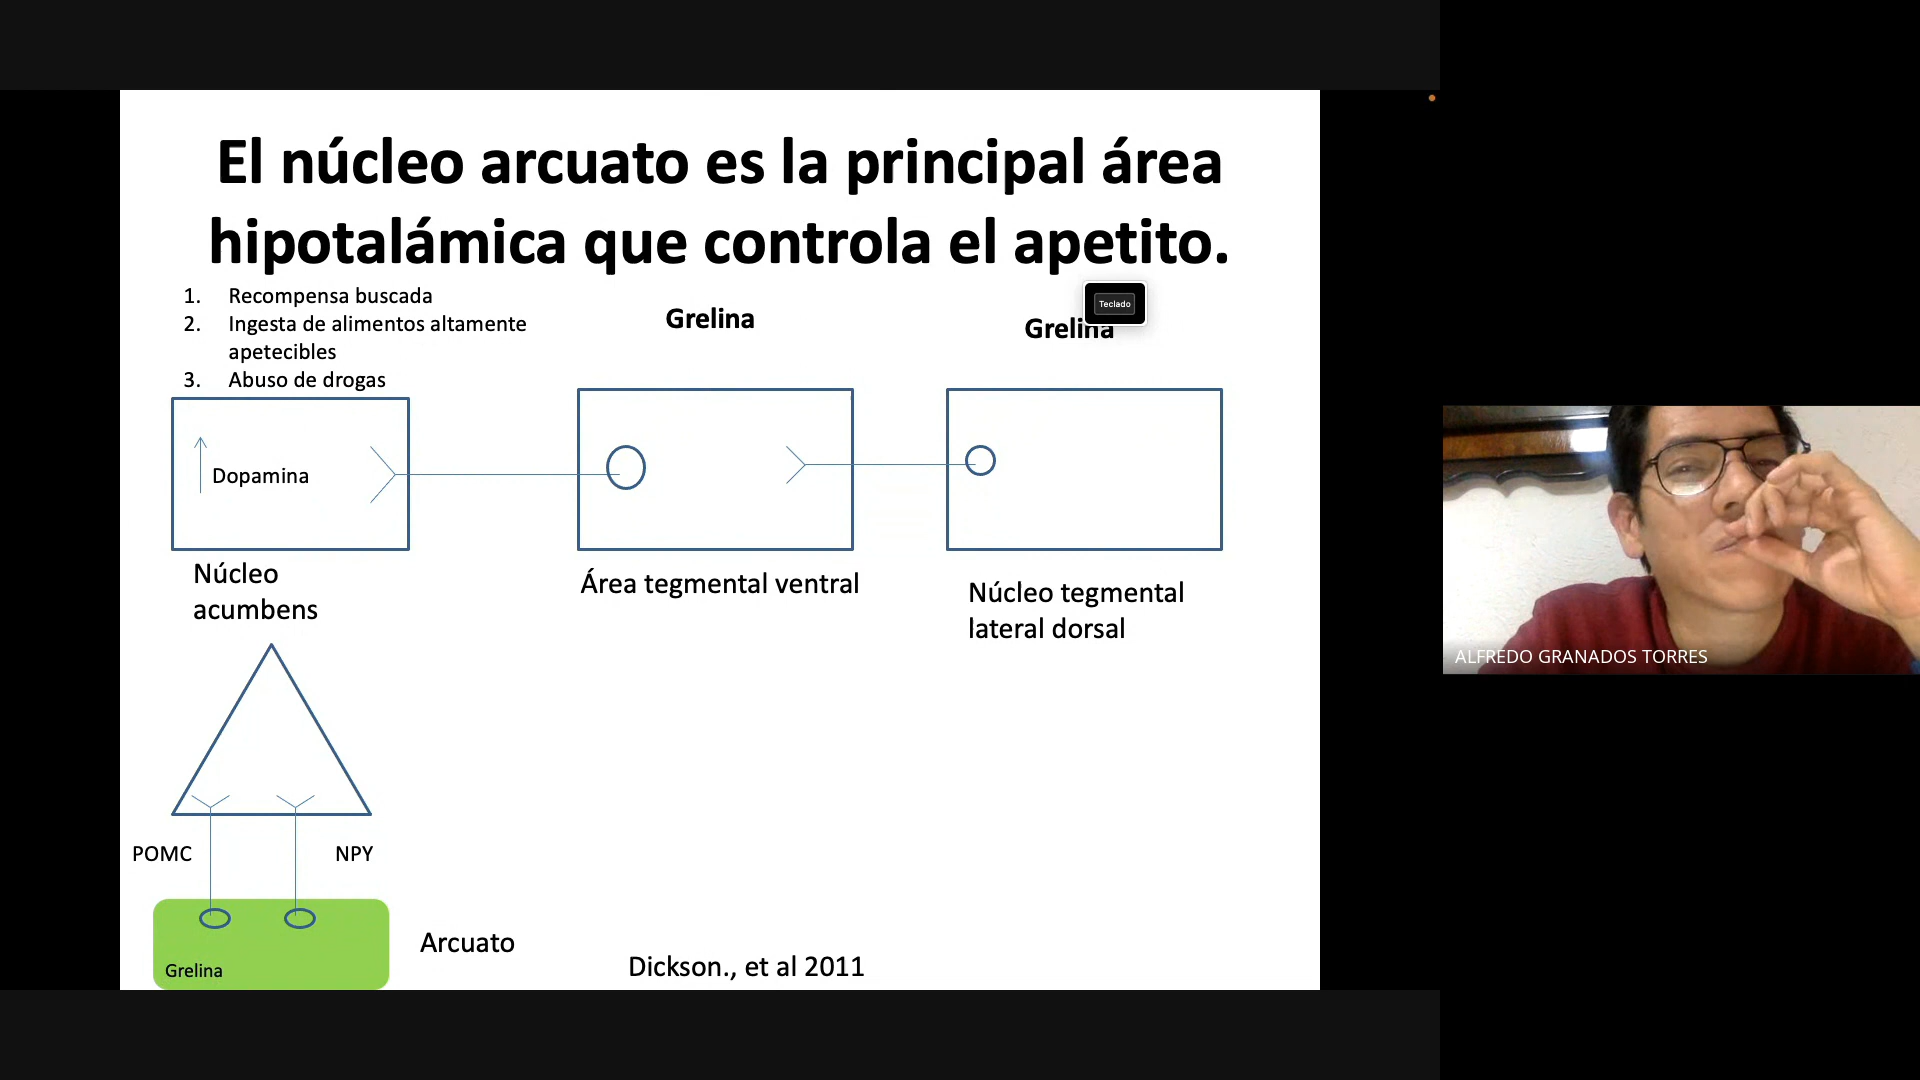 El núcleo arcuato es la principal área
hipotalámica que controla el apetito.
1. Recompensa buscada
2. Ingesta de alimentos altamente
apetecibles
3. Abuso de drogas
Grelina
Teclado
Grelina
Dopamina
Núcleo
acumbens
Área tegmental ventral
Núcleo tegmental
lateral dorsal
POMC
NPY
Grelina
Arcuato
Dickson., et al 2011
ALFREDO GRANADOS TORRES